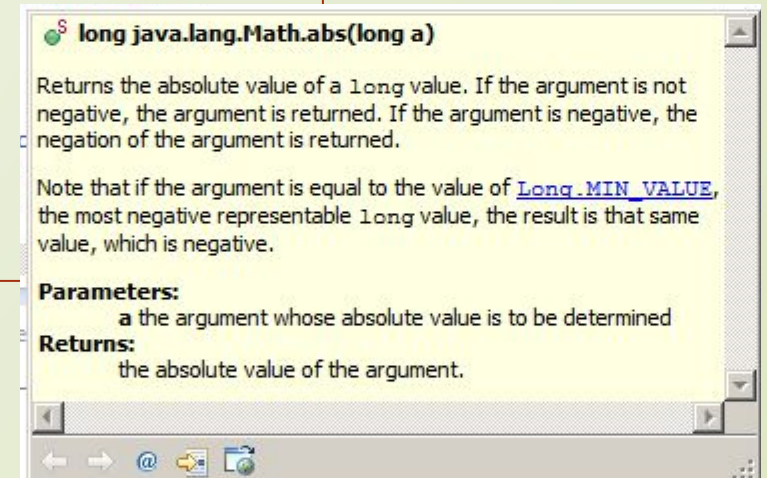 S long java.lang.Math.abs(long a)
Returns the absolute value of a long value. If the argument is not
negative, the argument is returned. If the argument is negative, the
negation of the argument is returned.
Note that if the argument is equal to the value of Long.MIN_VALUE,
the most negative representable long value, the result is that same
value, which is negative.
Parameters:
a the argument whose absolute value is to be determined
Returns:
the absolute value of the argument.
@